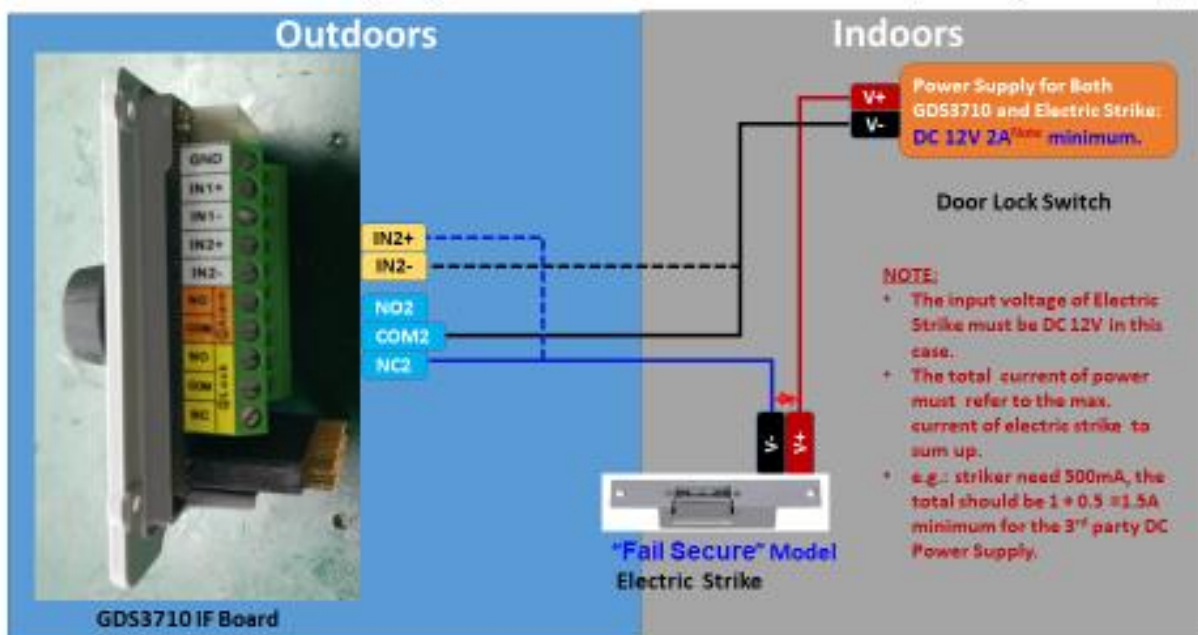 Outdoors
Indoors
GND
IN1+
IN1-
IN2+
IN2-
NO
COM
NO
COM
NC
Lock
IN2+
IN2-
NO2
COM2
NC2
V+
V-
Power Supply for Both
GDS3710 and Electric Strike:
DC 12V 2A Note minimum.
Door Lock Switch
NOTE:
• The input voltage of Electric
Strike must be DC 12V in this
case.
• The total current of power
must refer to the max.
current of electric strike to
sum up.
• e.g.: striker need 500mA, the
total should be 1 + 0.5 =1.5A
minimum for the 3rd party DC
Power Supply.
V-
V+
"Fail Secure" Model
Electric Strike
GDS3710 IF Board